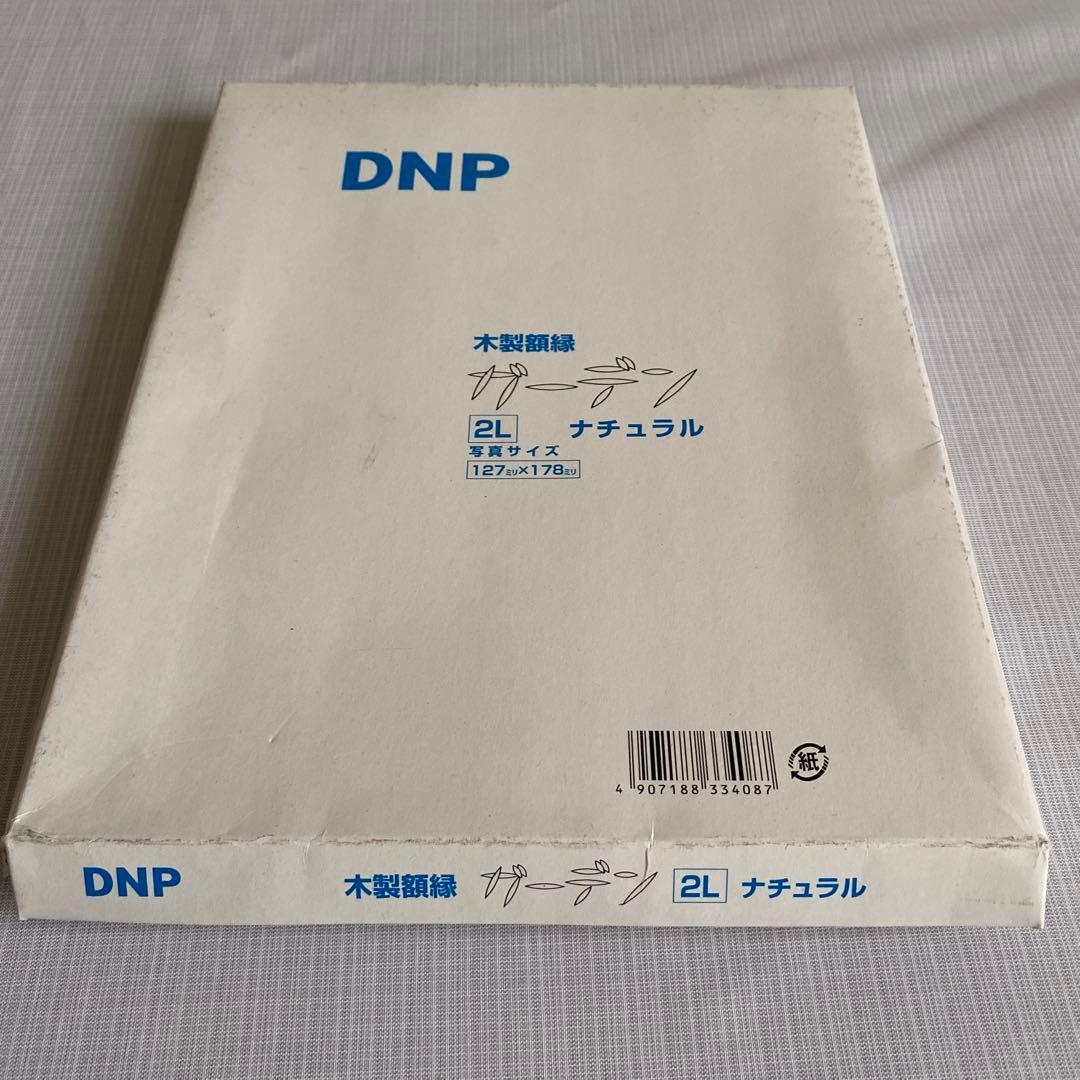 DNP
木製額縁
ガーデン
2L ナチュラル
写真サイズ
127ミリ×178ミリ
4 907188 334087
紙
DNP 木製額縁 ガーデン 2L ナチュラル